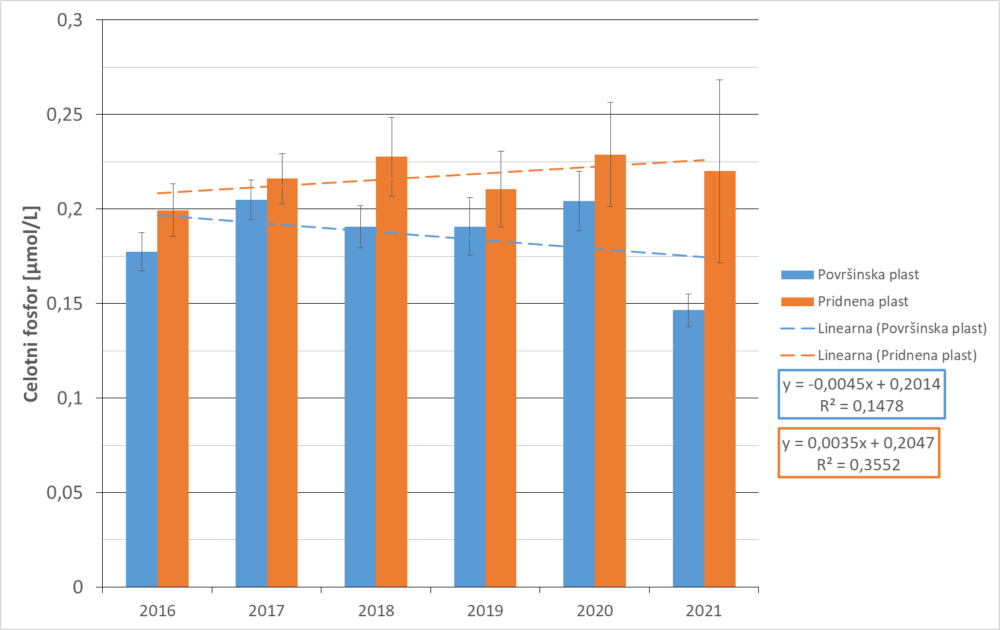 Celotni fosfor [µmol/L]
0,3
0,25
0,2
0,15
0,1
0,05
0
2016 2017 2018 2019 2020 2021
Površinska plast
Pridnena plast
Linearna (Površinska plast)
Linearna (Pridnena plast)
y = -0,0045x + 0,2014
R² = 0,1478
y = 0,0035x + 0,2047
R² = 0,3552